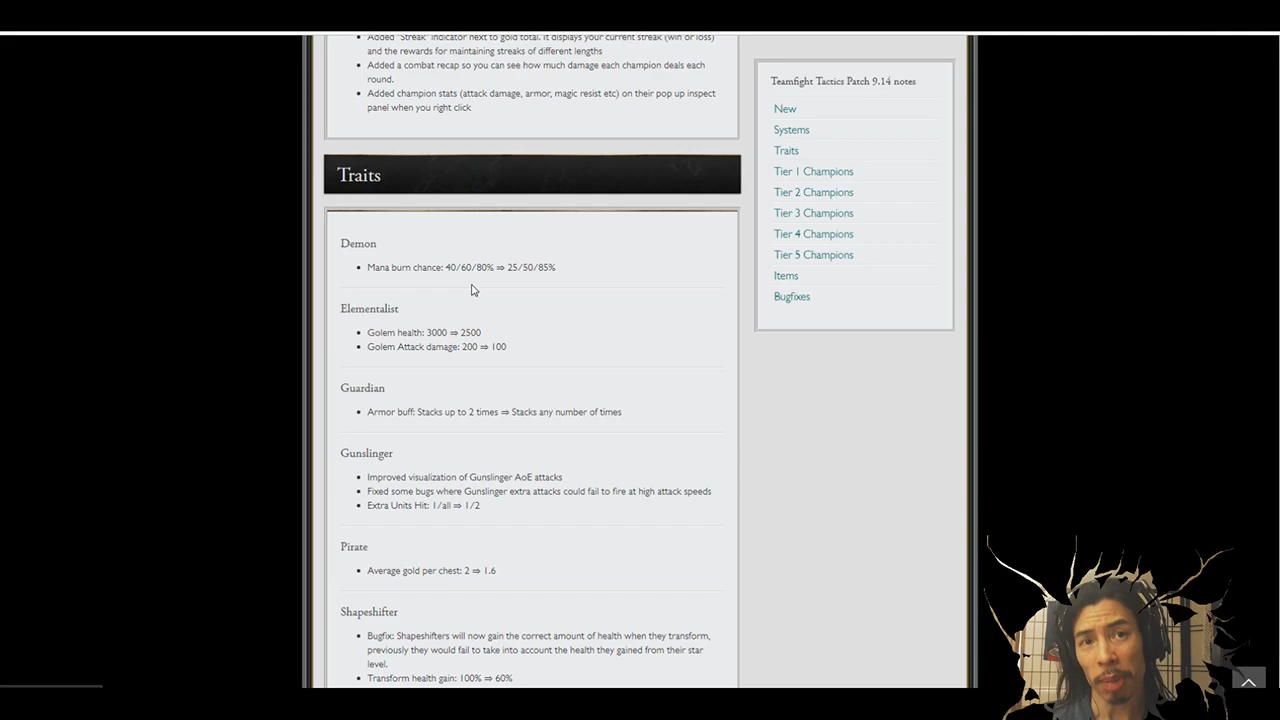 Added "Streak" indicator next to gold total. It displays your current streak (win or loss)
and the rewards for maintaining streaks of different lengths
Added a combat recap so you can see how much damage each champion deals each
round.
Added champion stats (attack damage, armor, magic resist etc) on their pop up inspect
panel when you right click
Traits
Demon
Mana burn chance: 40/60/80% ⇒ 25/50/85%
Elementalist
Golem health: 3000 ⇒ 2500
Golem Attack damage: 200 ⇒ 100
Guardian
Armor buff: Stacks up to 2 times ⇒ Stacks any number of times
Gunslinger
Improved visualization of Gunslinger AoE attacks
Fixed some bugs where Gunslinger extra attacks could fail to fire at high attack speeds
Extra Units Hit: 1/all ⇒ 1/2
Pirate
Average gold per chest: 2 ⇒ 1.6
Shapeshifter
Bugfix: Shapeshifters will now gain the correct amount of health when they transform,
previously they would fail to take into account the health they gained from their star
level.
Transform health gain: 100% ⇒ 60%
Teamfight Tactics Patch 9.14 notes
New
Systems
Traits
Tier 1 Champions
Tier 2 Champions
Tier 3 Champions
Tier 4 Champions
Tier 5 Champions
Items
Bugfixes